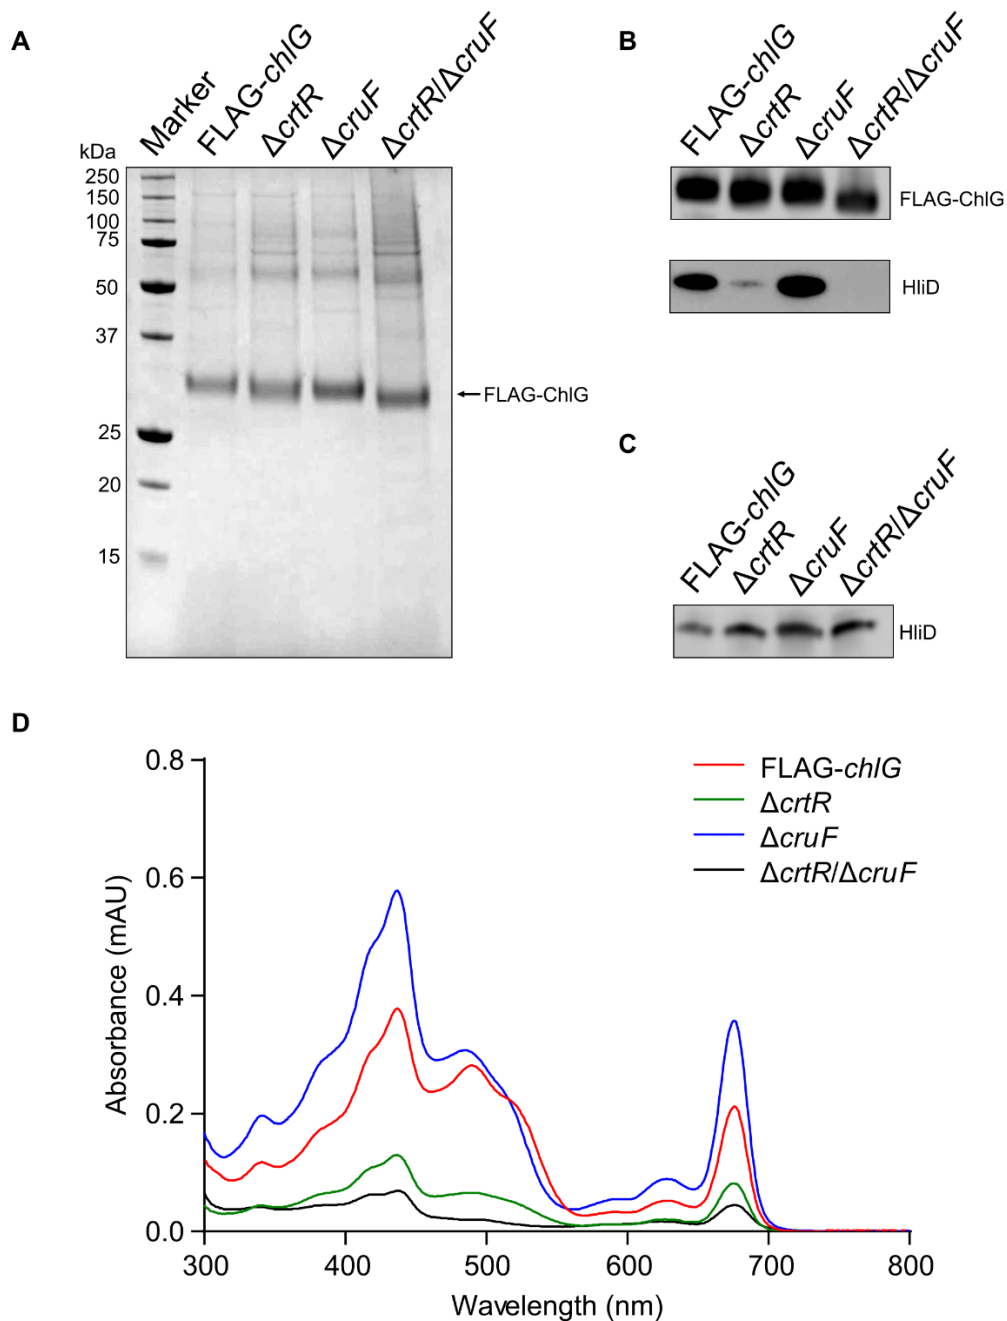 A
kDa
Marker
FLAG-chlG
ΔcrtR
ΔcruF
ΔcrtR/ΔcruF
250
150
100
75
50
37
25
20
15
FLAG-ChlG
B
FLAG-chlG
ΔcrtR
ΔcruF
ΔcrtR/ΔcruF
FLAG-ChlG
HliD
C
FLAG-chlG
ΔcrtR
ΔcruF
ΔcrtR/ΔcruF
HliD
D
Absorbance (mAU)
0.8
0.6
0.4
0.2
0.0
300
400
500
600
700
800
Wavelength (nm)
FLAG-chlG
ΔcrtR
ΔcruF
ΔcrtR/ΔcruF